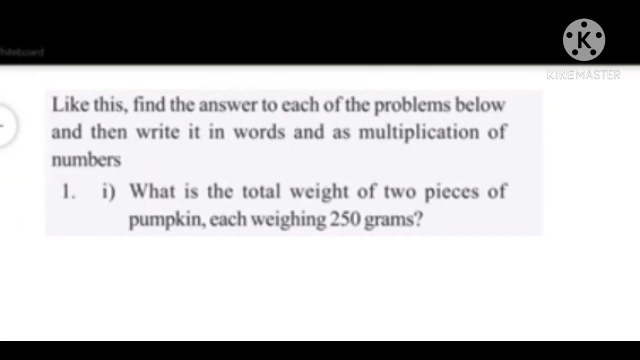 Whiteboard
K
KINEMASTER
Like this, find the answer to each of the problems below
and then write it in words and as multiplication of
numbers
1. i) What is the total weight of two pieces of
pumpkin, each weighing 250 grams?